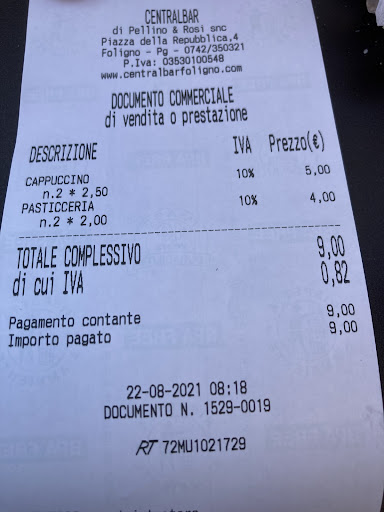 CENTRALBAR
di Pellino & Rosi snc
Piazza della Repubblica,4
Foligno - Pg - 0742/350321
P.Iva: 03530100548
www.centralbarfoligno.com
DOCUMENTO COMMERCIALE
di vendita o prestazione
DESCRIZIONE IVA Prezzo(€)
CAPPUCCINO 10% 5,00
n.2 * 2,50
PASTICCERIA 10% 4,00
n.2 * 2,00
TOTALE COMPLESSIVO 9,00
di cui IVA 0,82
Pagamento contante 9,00
Importo pagato 9,00
22-08-2021 08:18
DOCUMENTO N. 1529-0019
RT 72MU1021729